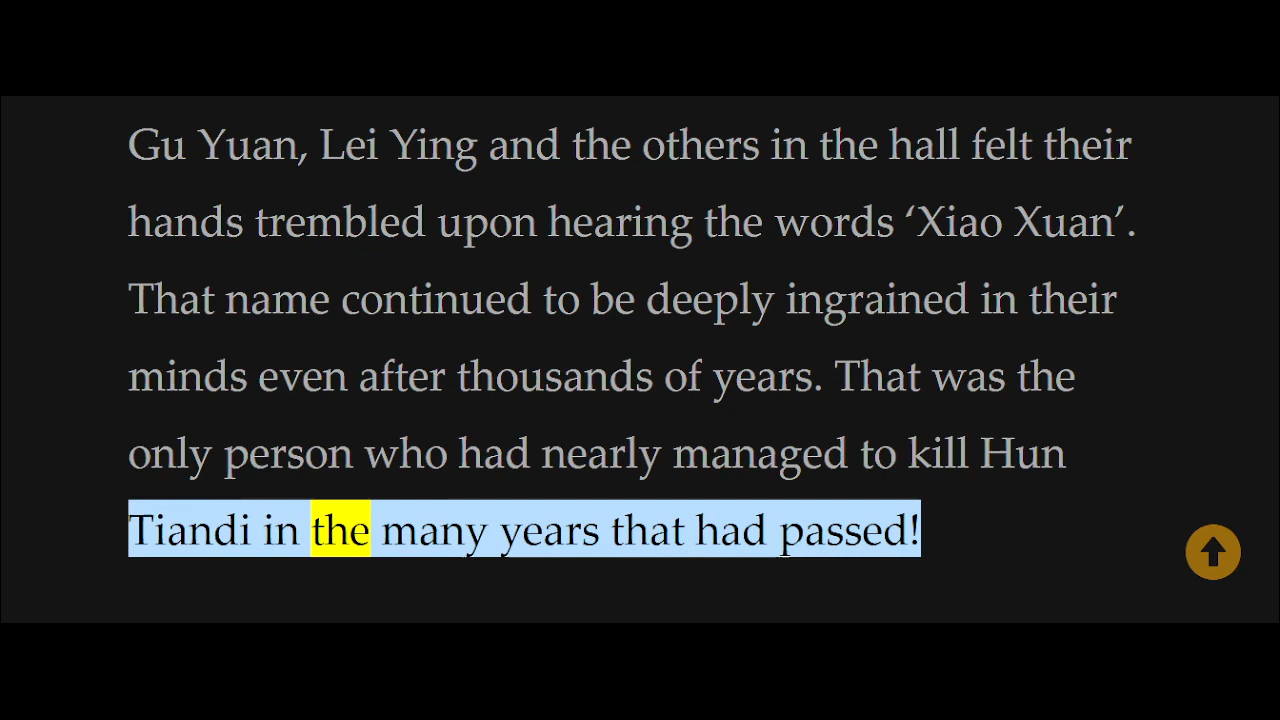 Gu Yuan, Lei Ying and the others in the hall felt their
hands trembled upon hearing the words ‘Xiao Xuan’.
That name continued to be deeply ingrained in their
minds even after thousands of years. That was the
only person who had nearly managed to kill Hun
Tiandi in the many years that had passed!